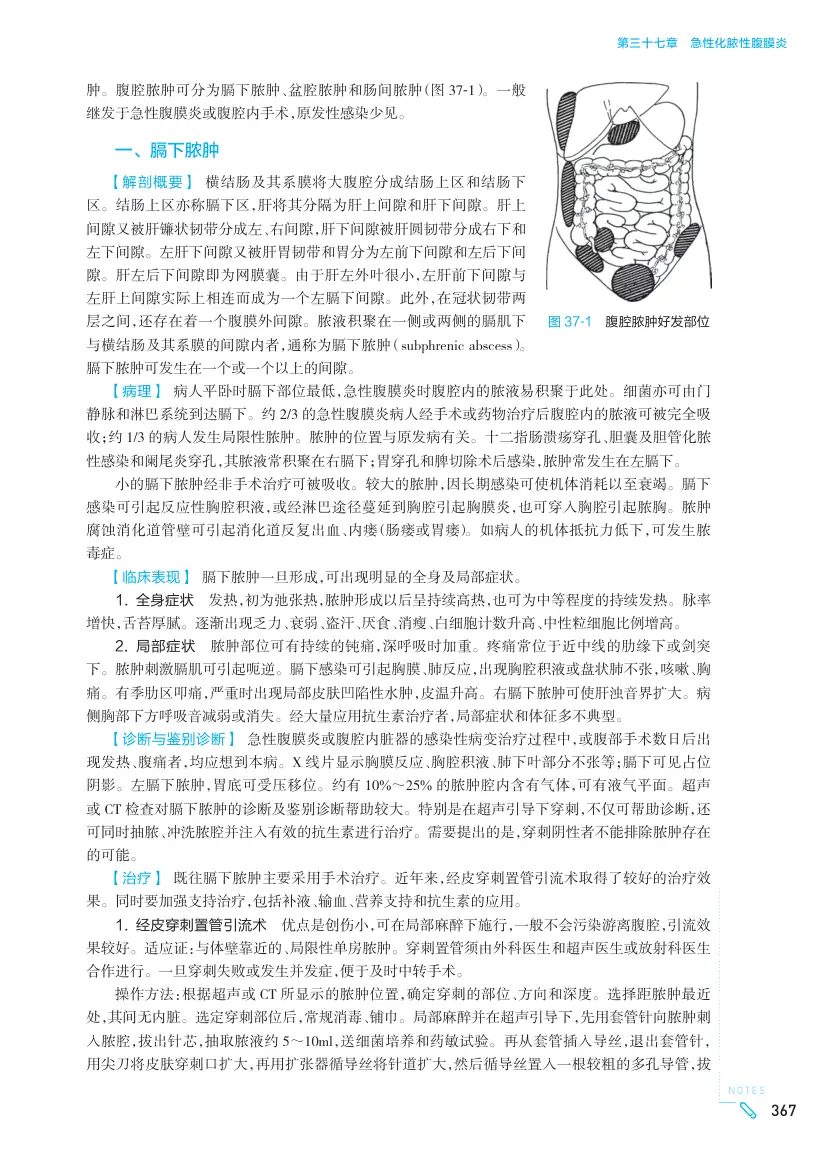 第三十七章　急性化脓性腹膜炎
肿。腹腔脓肿可分为膈下脓肿、盆腔脓肿和肠间脓肿(图 37-1)。一般
继发于急性腹膜炎或腹腔内手术,原发性感染少见。
一、膈下脓肿
【解剖概要】 横结肠及其系膜将大腹腔分成结肠上区和结肠下
区。结肠上区亦称膈下区,肝将其分隔为肝上间隙和肝下间隙。肝上
间隙又被肝镰状韧带分成左、右间隙,肝下间隙被肝圆韧带分成右下和
左下间隙。左肝下间隙又被肝胃韧带和胃分为左前下间隙和左后下间
隙。肝左后下间隙即为网膜囊。由于肝左外叶很小,左肝前下间隙与
左肝上间隙实际上相连而成为一个左膈下间隙。此外,在冠状韧带两
层之间,还存在着一个腹膜外间隙。脓液积聚在一侧或两侧的膈肌下
与横结肠及其系膜的间隙内者,通称为膈下脓肿(subphrenic abscess)。
膈下脓肿可发生在一个或一个以上的间隙。
图 37-1　腹腔脓肿好发部位
【病理】 病人平卧时膈下部位最低,急性腹膜炎时腹腔内的脓液易积聚于此处。细菌亦可由门
静脉和淋巴系统到达膈下。约 2/3 的急性腹膜炎病人经手术或药物治疗后腹腔内的脓液可被完全吸
收;约 1/3 的病人发生局限性脓肿。脓肿的位置与原发病有关。十二指肠溃疡穿孔、胆囊及胆管化脓
性感染和阑尾炎穿孔,其脓液常积聚在右膈下;胃穿孔和脾切除术后感染,脓肿常发生在左膈下。
小的膈下脓肿经非手术治疗可被吸收。较大的脓肿,因长期感染可使机体消耗以至衰竭。膈下
感染可引起反应性胸腔积液,或经淋巴途径蔓延到胸腔引起胸膜炎,也可穿入胸腔引起脓胸。脓肿
腐蚀消化道管壁可引起消化道反复出血、内瘘(肠瘘或胃瘘)。如病人的机体抵抗力低下,可发生脓
毒症。
【临床表现】 膈下脓肿一旦形成,可出现明显的全身及局部症状。
1. 全身症状　发热,初为弛张热,脓肿形成以后呈持续高热,也可为中等程度的持续发热。脉率
增快,舌苔厚腻。逐渐出现乏力、衰弱、盗汗、厌食、消瘦、白细胞计数升高、中性粒细胞比例增高。
2. 局部症状　脓肿部位可有持续的钝痛,深呼吸时加重。疼痛常位于近中线的肋缘下或剑突
下。脓肿刺激膈肌可引起呃逆。膈下感染可引起胸膜、肺反应,出现胸腔积液或盘状肺不张,咳嗽、胸
痛。有季肋区叩痛,严重时出现局部皮肤凹陷性水肿,皮温升高。右膈下脓肿可使肝浊音界扩大。病
侧胸部下方呼吸音减弱或消失。经大量应用抗生素治疗者,局部症状和体征多不典型。
【诊断与鉴别诊断】 急性腹膜炎或腹腔内脏器的感染性病变治疗过程中,或腹部手术数日后出
现发热、腹痛者,均应想到本病。X 线片显示胸膜反应、胸腔积液、肺下叶部分不张等;膈下可见占位
阴影。左膈下脓肿,胃底可受压移位。约有 10%～25% 的脓肿腔内含有气体,可有液气平面。超声
或 CT 检查对膈下脓肿的诊断及鉴别诊断帮助较大。特别是在超声引导下穿刺,不仅可帮助诊断,还
可同时抽脓、冲洗脓腔并注入有效的抗生素进行治疗。需要提出的是,穿刺阴性者不能排除脓肿存在
的可能。
【治疗】 既往膈下脓肿主要采用手术治疗。近年来,经皮穿刺置管引流术取得了较好的治疗效
果。同时要加强支持治疗,包括补液、输血、营养支持和抗生素的应用。
1. 经皮穿刺置管引流术　优点是创伤小,可在局部麻醉下施行,一般不会污染游离腹腔,引流效
果较好。适应证:与体壁靠近的、局限性单房脓肿。穿刺置管须由外科医生和超声医生或放射科医生
合作进行。一旦穿刺失败或发生并发症,便于及时中转手术。
操作方法:根据超声或 CT 所显示的脓肿位置,确定穿刺的部位、方向和深度。选择距脓肿最近
处,其间无内脏。选定穿刺部位后,常规消毒、铺巾。局部麻醉并在超声引导下,先用套管针向脓肿刺
入脓腔,拔出针芯,抽取脓液约 5～10ml,送细菌培养和药敏试验。再从套管插入导丝,退出套管针,
用尖刀将皮肤穿刺口扩大,再用扩张器循导丝将针道扩大,然后循导丝置入一根较粗的多孔导管,拔
NOTES
367